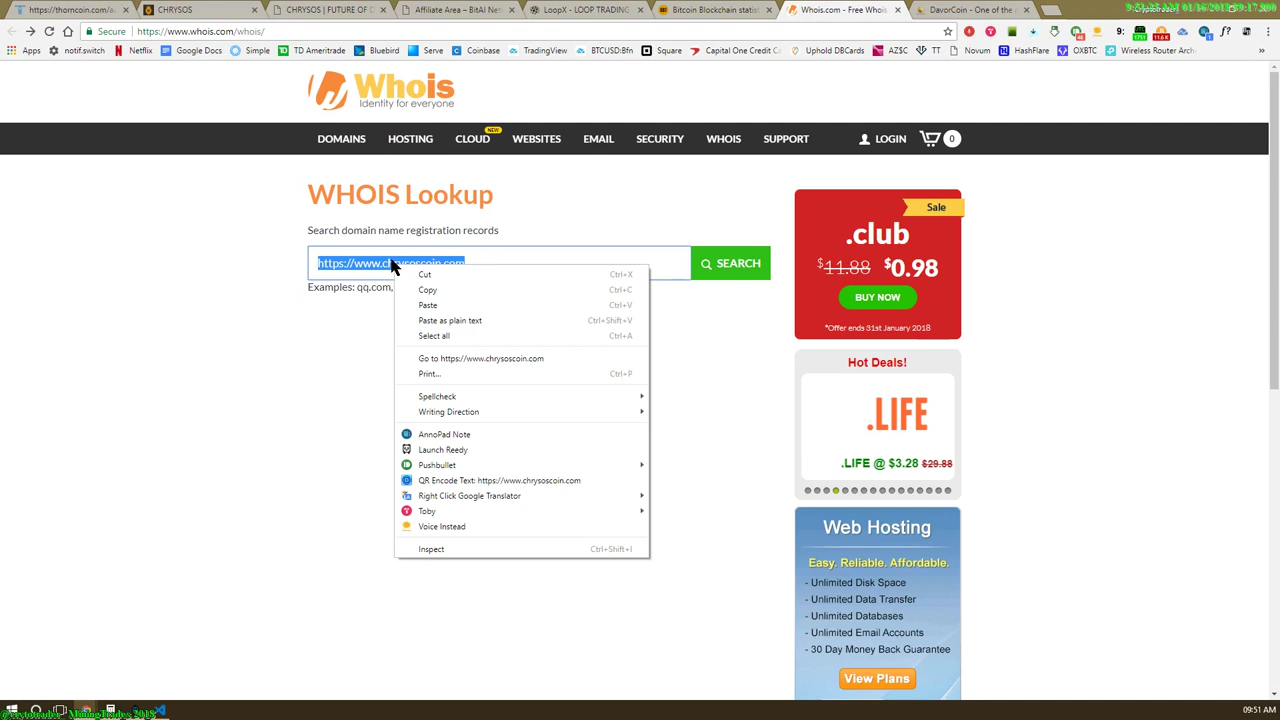 https://thorncoin.com/au
CHRYSOS
CHRYSOS | FUTURE OF D
Affiliate Area – BitAI Net
LoopX - LOOP TRADING
Bitcoin Blockchain statist
Whois.com - Free Whois
DavorCoin - One of the n
Cryptotrader
Secure
https://www.whois.com/whois/
Apps
notif.switch
Netflix
Google Docs
Simple
TD Ameritrade
Bluebird
Serve
Coinbase
TradingView
BTCUSD:Bfn
Square
Capital One Credit C
Uphold DBCards
AZ$C
TT
Novum
HashFlare
OXBTC
Wireless Router Arch
»
Whois
Identity for everyone
DOMAINS
HOSTING
CLOUD
NEW
WEBSITES
EMAIL
SECURITY
WHOIS
SUPPORT
LOGIN
0
WHOIS Lookup
Search domain name registration records
https://www.chrysoscoin.com
SEARCH
Examples: qq.com,
Cut Ctrl+X
Copy Ctrl+C
Paste Ctrl+V
Paste as plain text Ctrl+Shift+V
Select all Ctrl+A
Go to https://www.chrysoscoin.com
Print... Ctrl+P
Spellcheck
Writing Direction
AnnoPad Note
Launch Ready
Pushbullet
QR Encode Text: https://www.chrysoscoin.com
Right Click Google Translator
Toby
Voice Instead
Inspect Ctrl+Shift+I
Sale
.club
$11.88 $0.98
BUY NOW
*Offer ends 31st January 2018
Hot Deals!
.LIFE
.LIFE @ $3.28 $29.88
Web Hosting
Easy. Reliable. Affordable.
- Unlimited Disk Space
- Unlimited Data Transfer
- Unlimited Databases
- Unlimited Email Accounts
- 30 Day Money Back Guarantee
View Plans
09:51 AM